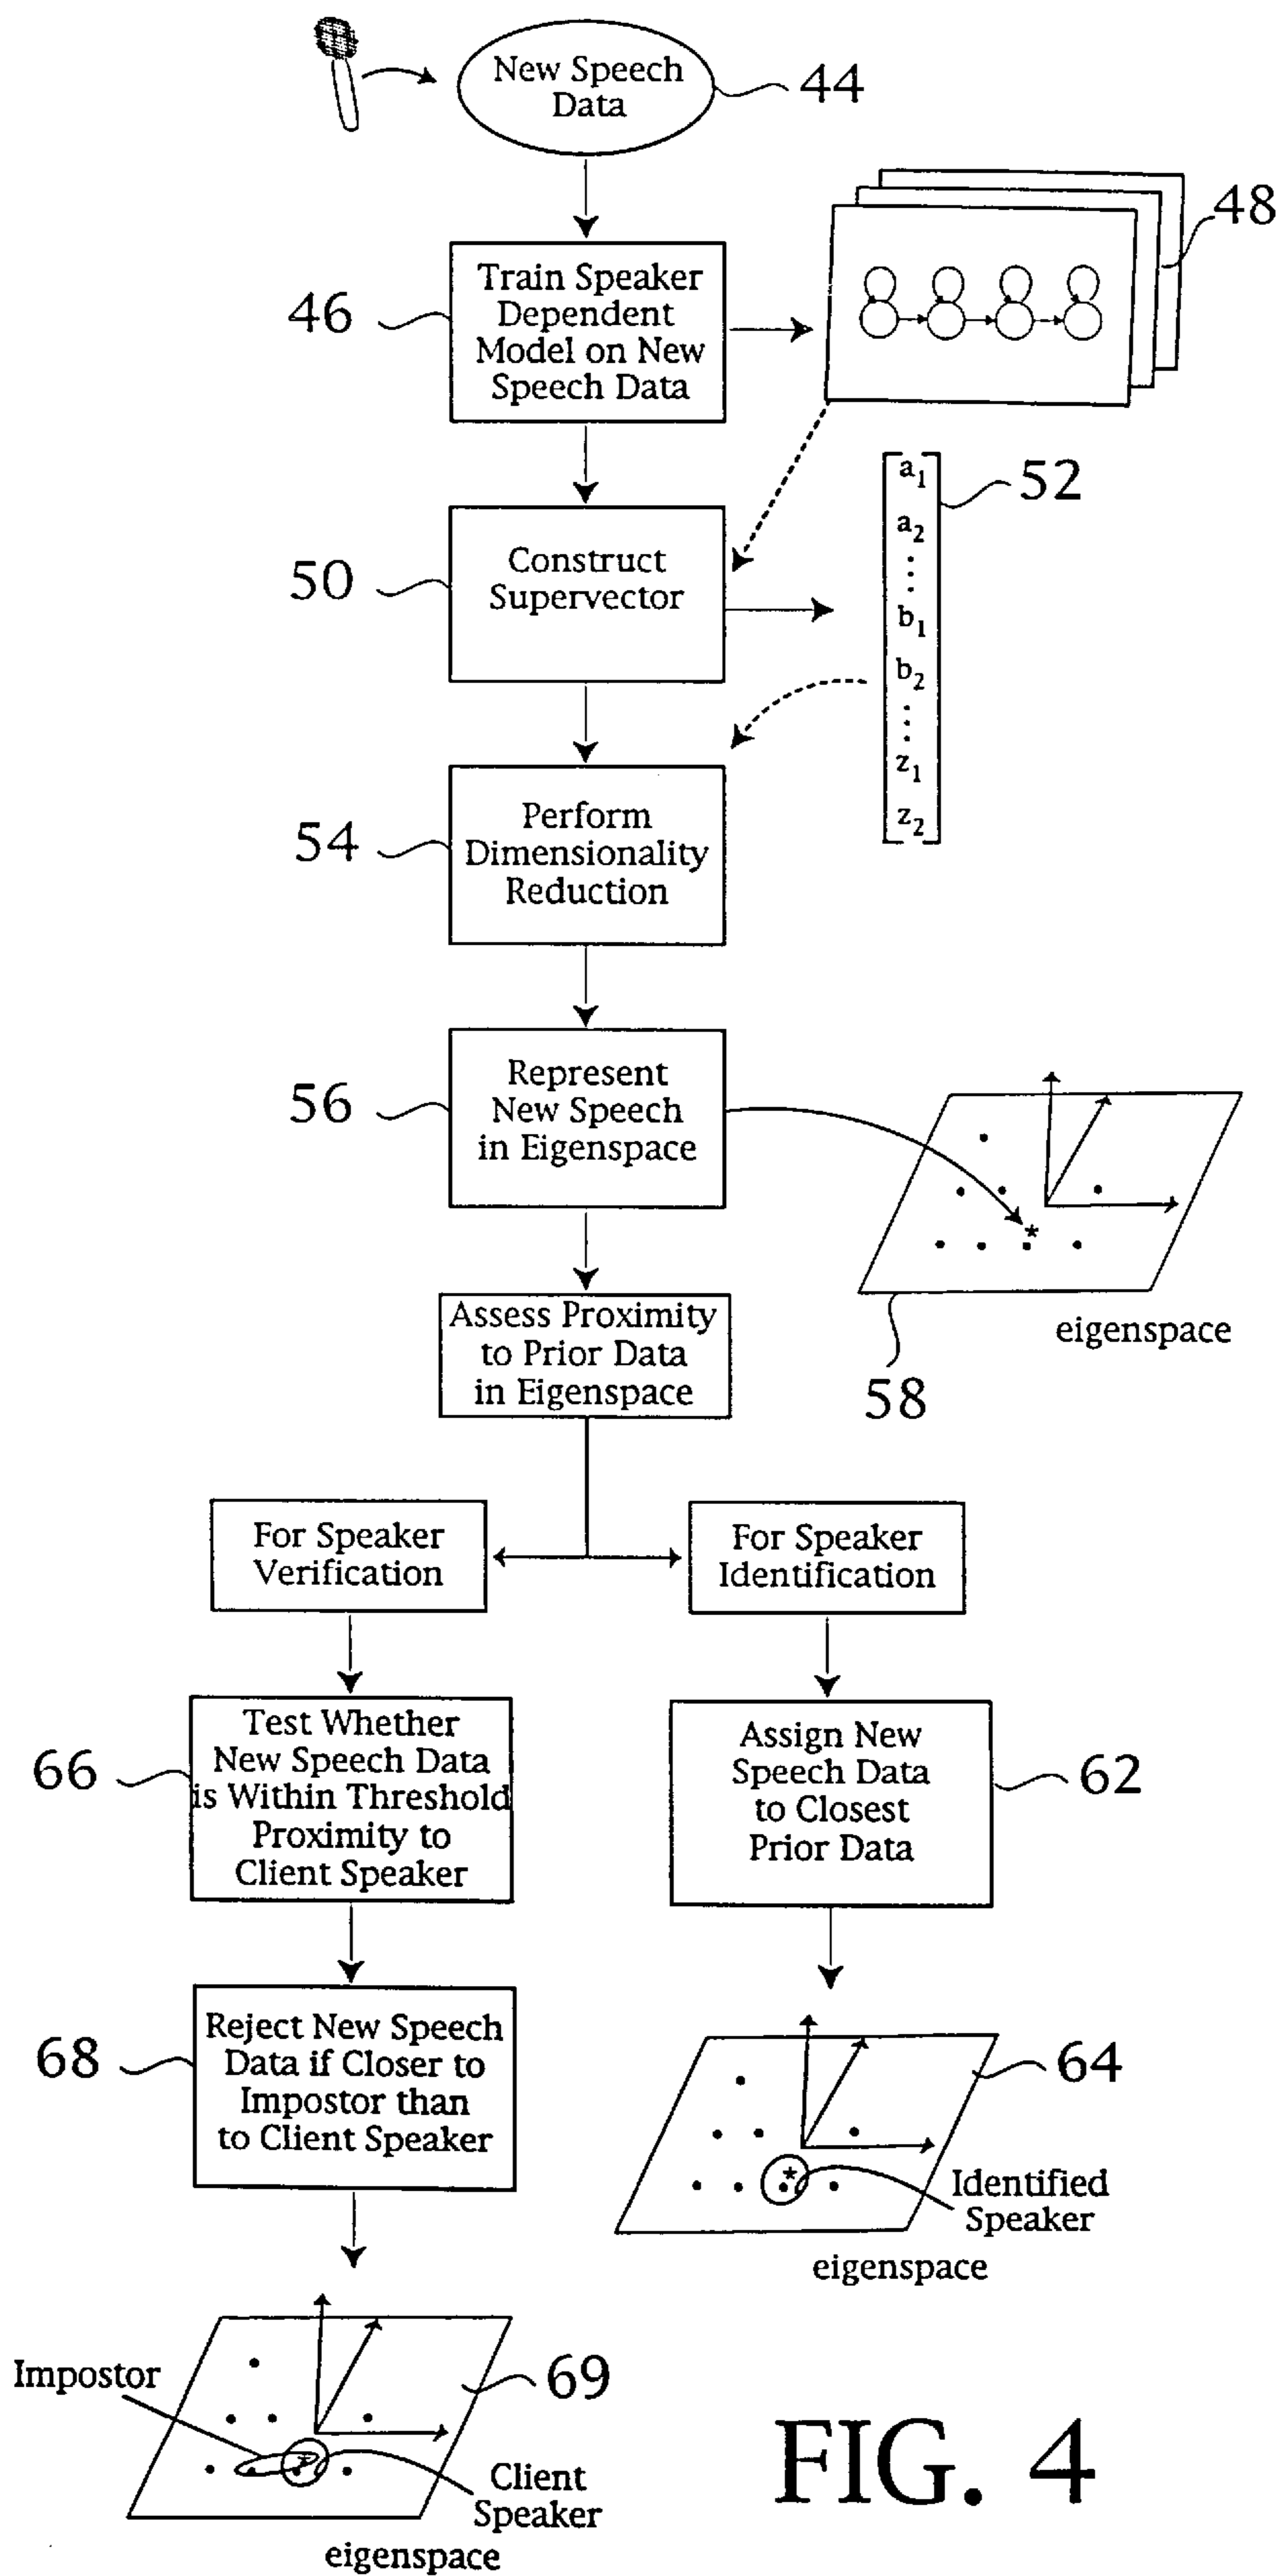 New Speech
Data
44
48
46
Train Speaker
Dependent
Model on New
Speech Data
52
a1
a2
b1
b2
z1
z2
50
Construct
Supervector
54
Perform
Dimensionality
Reduction
56
Represent
New Speech
in Eigenspace
*
eigenspace
58
Assess Proximity
to Prior Data
in Eigenspace
For Speaker
Verification
For Speaker
Identification
66
Test Whether
New Speech Data
is Within Threshold
Proximity to
Client Speaker
Assign New
Speech Data
to Closest
Prior Data
62
68
Reject New Speech
Data if Closer to
Impostor than
to Client Speaker
64
*
Identified
Speaker
eigenspace
Impostor
69
*
Client
Speaker
eigenspace
FIG. 4